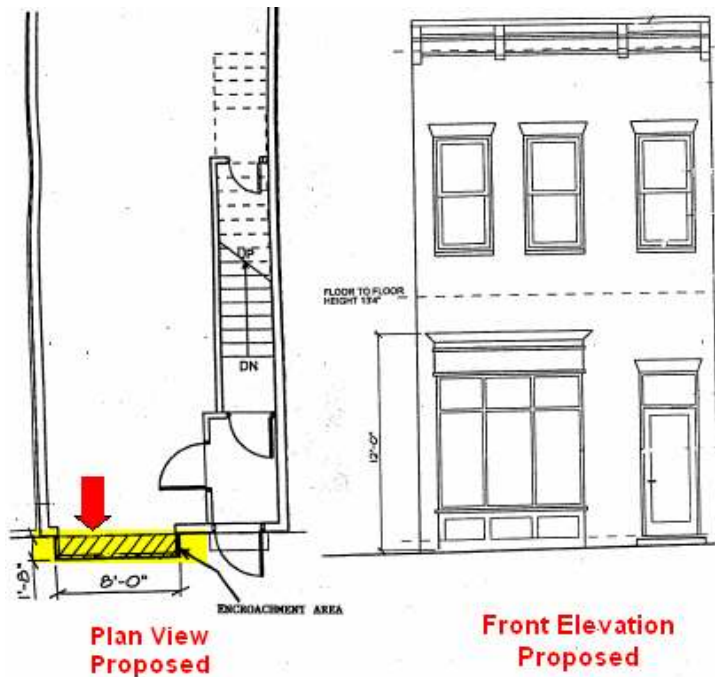 UP
FLOOR TO FLOOR
HEIGHT 13'4"
DN
12'-0"
1'-8"
8'-0"
ENCROACHMENT AREA
Plan View
Proposed
Front Elevation
Proposed